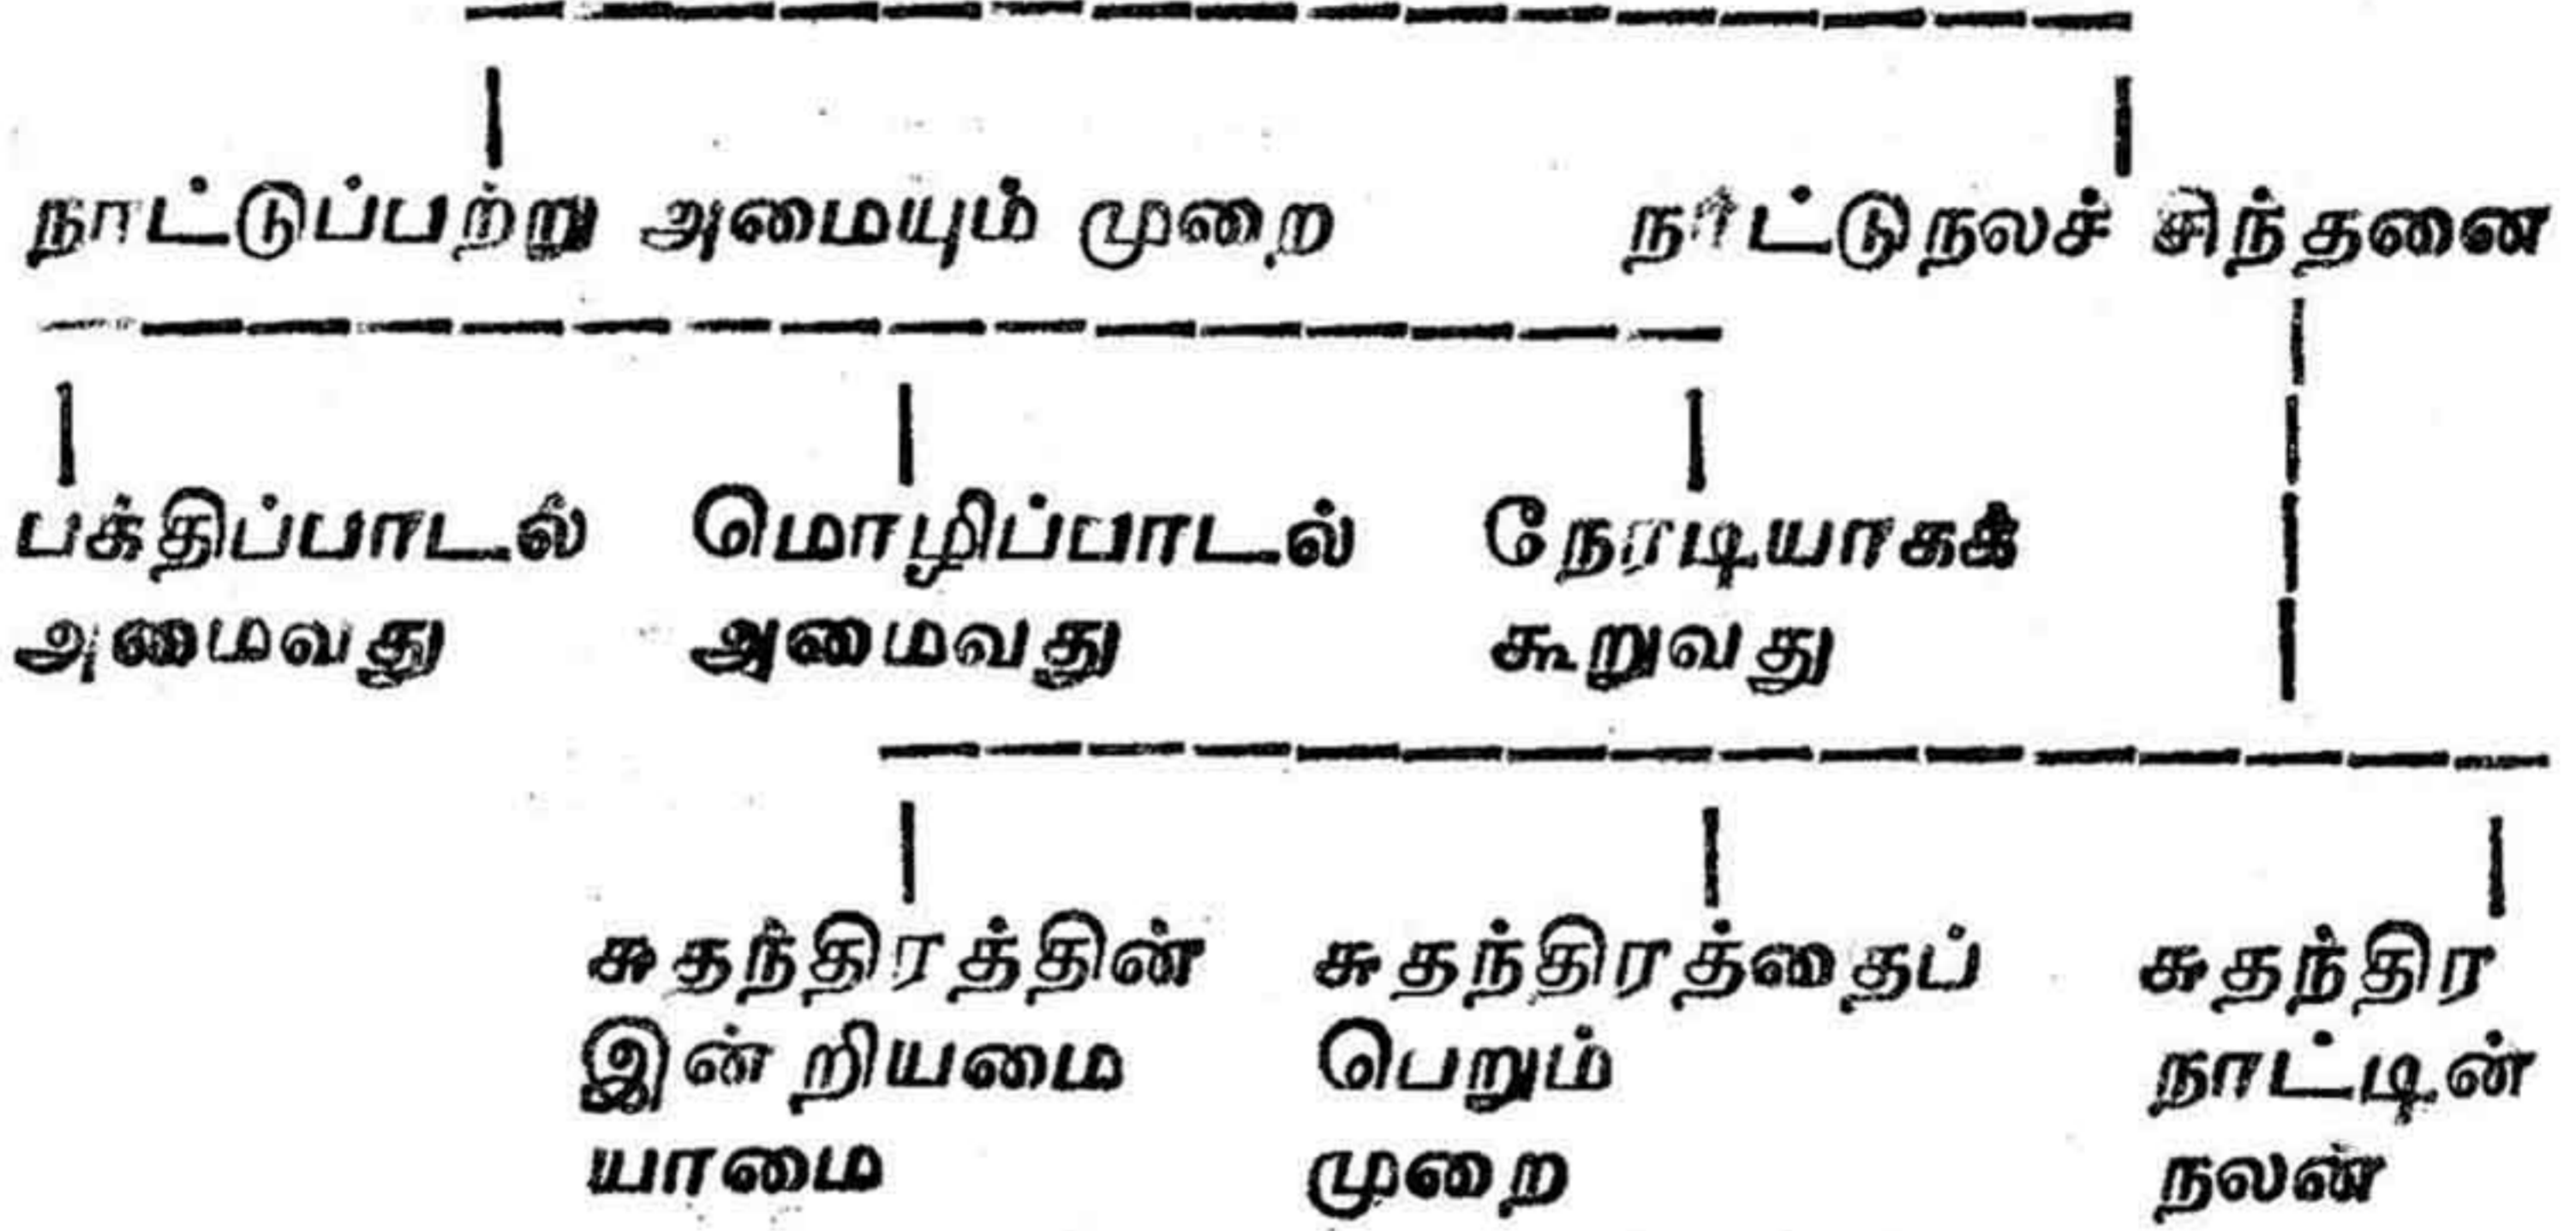 நாட்டுப்பற்று அமையும் முறை நாட்டுநலச் சிந்தனை
பக்திப்பாடல் மொழிப்பாடல் நேரடியாகக்
அமைவது அமைவது கூறுவது
சுதந்திரத்தின் சுதந்திரத்தைப் சுதந்திர
இன்றியமை பெறும் நாட்டின்
யாமை முறை நலன்